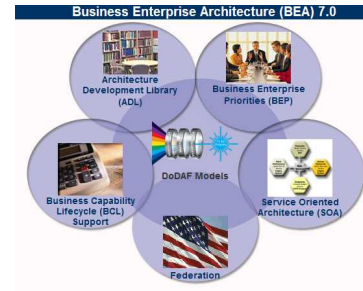 Business Enterprise Architecture (BEA) 7.0
Architecture
Development Library
(ADL)
Business Enterprise
Priorities (BEP)
DoDAF Models
Business Capability
Lifecycle (BCL)
Support
Service Oriented
Architecture (SOA)
Federation